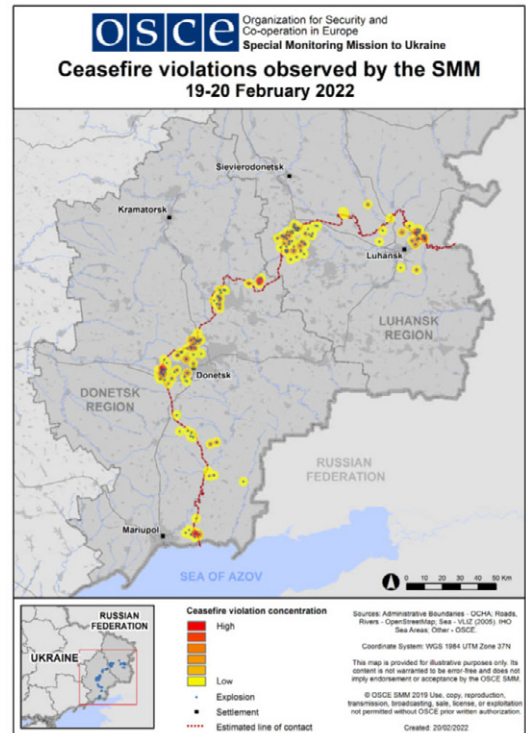 OSCE
Organization for Security and
Co-operation in Europe
Special Monitoring Mission to Ukraine
Ceasefire violations observed by the SMM
19-20 February 2022
Sievierodonetsk
Kramatorsk
Luhansk
LUHANSK
REGION
Donetsk
DONETSK
REGION
RUSSIAN
FEDERATION
Mariupol
SEA OF AZOV
0 10 20 30 40 50 Km
RUSSIAN
FEDERATION
UKRAINE
Ceasefire violation concentration
High
Low
Explosion
Settlement
Estimated line of contact
Sources: Administrative Boundaries - OCHA; Roads,
Rivers - OpenStreetMap; Sea - VLIZ (2005). IHO
Sea Areas; Other - OSCE.
Coordinate System: WGS 1984 UTM Zone 37N
This map is provided for illustrative purposes only. Its
content is not warranted to be error-free and does not
imply endorsement or acceptance by the OSCE SMM.
© OSCE SMM 2019 Use, copy, reproduction,
transmission, broadcasting, sale, license, or exploitation
not permitted without OSCE prior written authorization.
Created: 20/02/2022